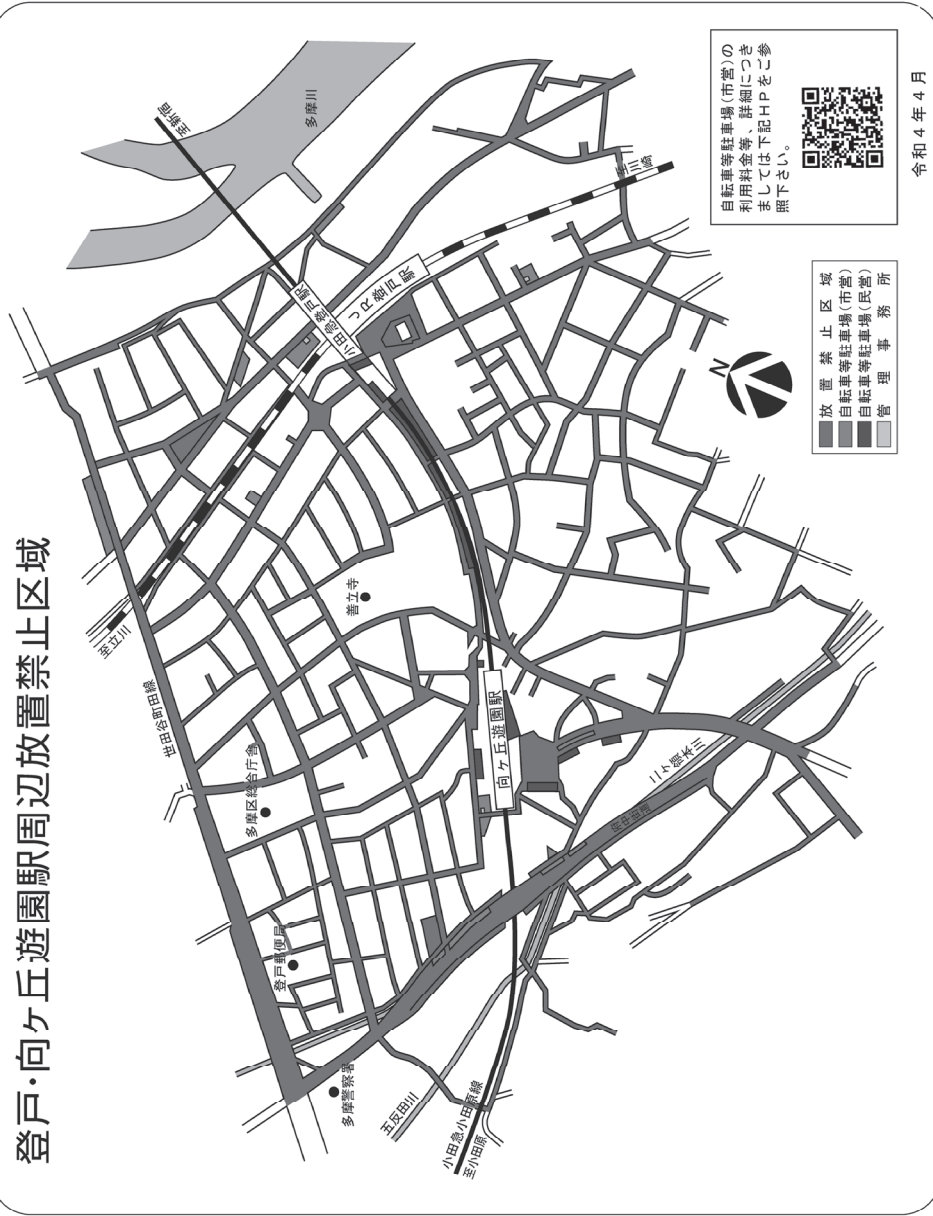 登戸・向ヶ丘遊園駅周辺放置禁止区域
至新宿
多摩川
至川崎
小田急登戸駅
JR登戸駅
至立川
世田谷町田線
善立寺
多摩区総合庁舎
向ヶ丘遊園駅
二ヶ領本川
府中街道
登戸郵便局
多摩警察署
五反田川
小田急小田原線
至小田原
N
自転車等駐車場(市営)の
利用料金等、詳細につき
ましては下記HPをご参
照下さい。
放置禁止区域
自転車等駐車場(市営)
自転車等駐車場(民営)
管理事務所
令和4年4月